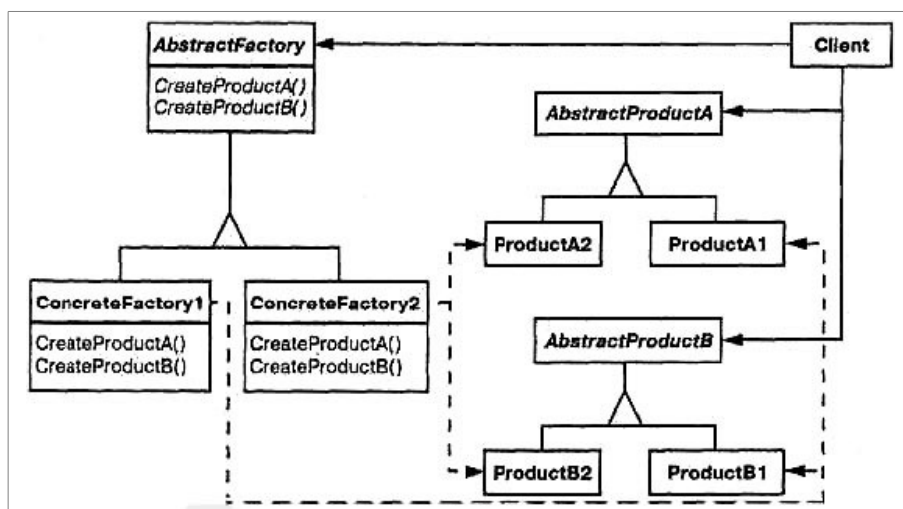 AbstractFactory
Client
CreateProductA()
CreateProductB()
AbstractProductA
ProductA2
ProductA1
ConcreteFactory1
ConcreteFactory2
CreateProductA()
CreateProductB()
CreateProductA()
CreateProductB()
AbstractProductB
ProductB2
ProductB1